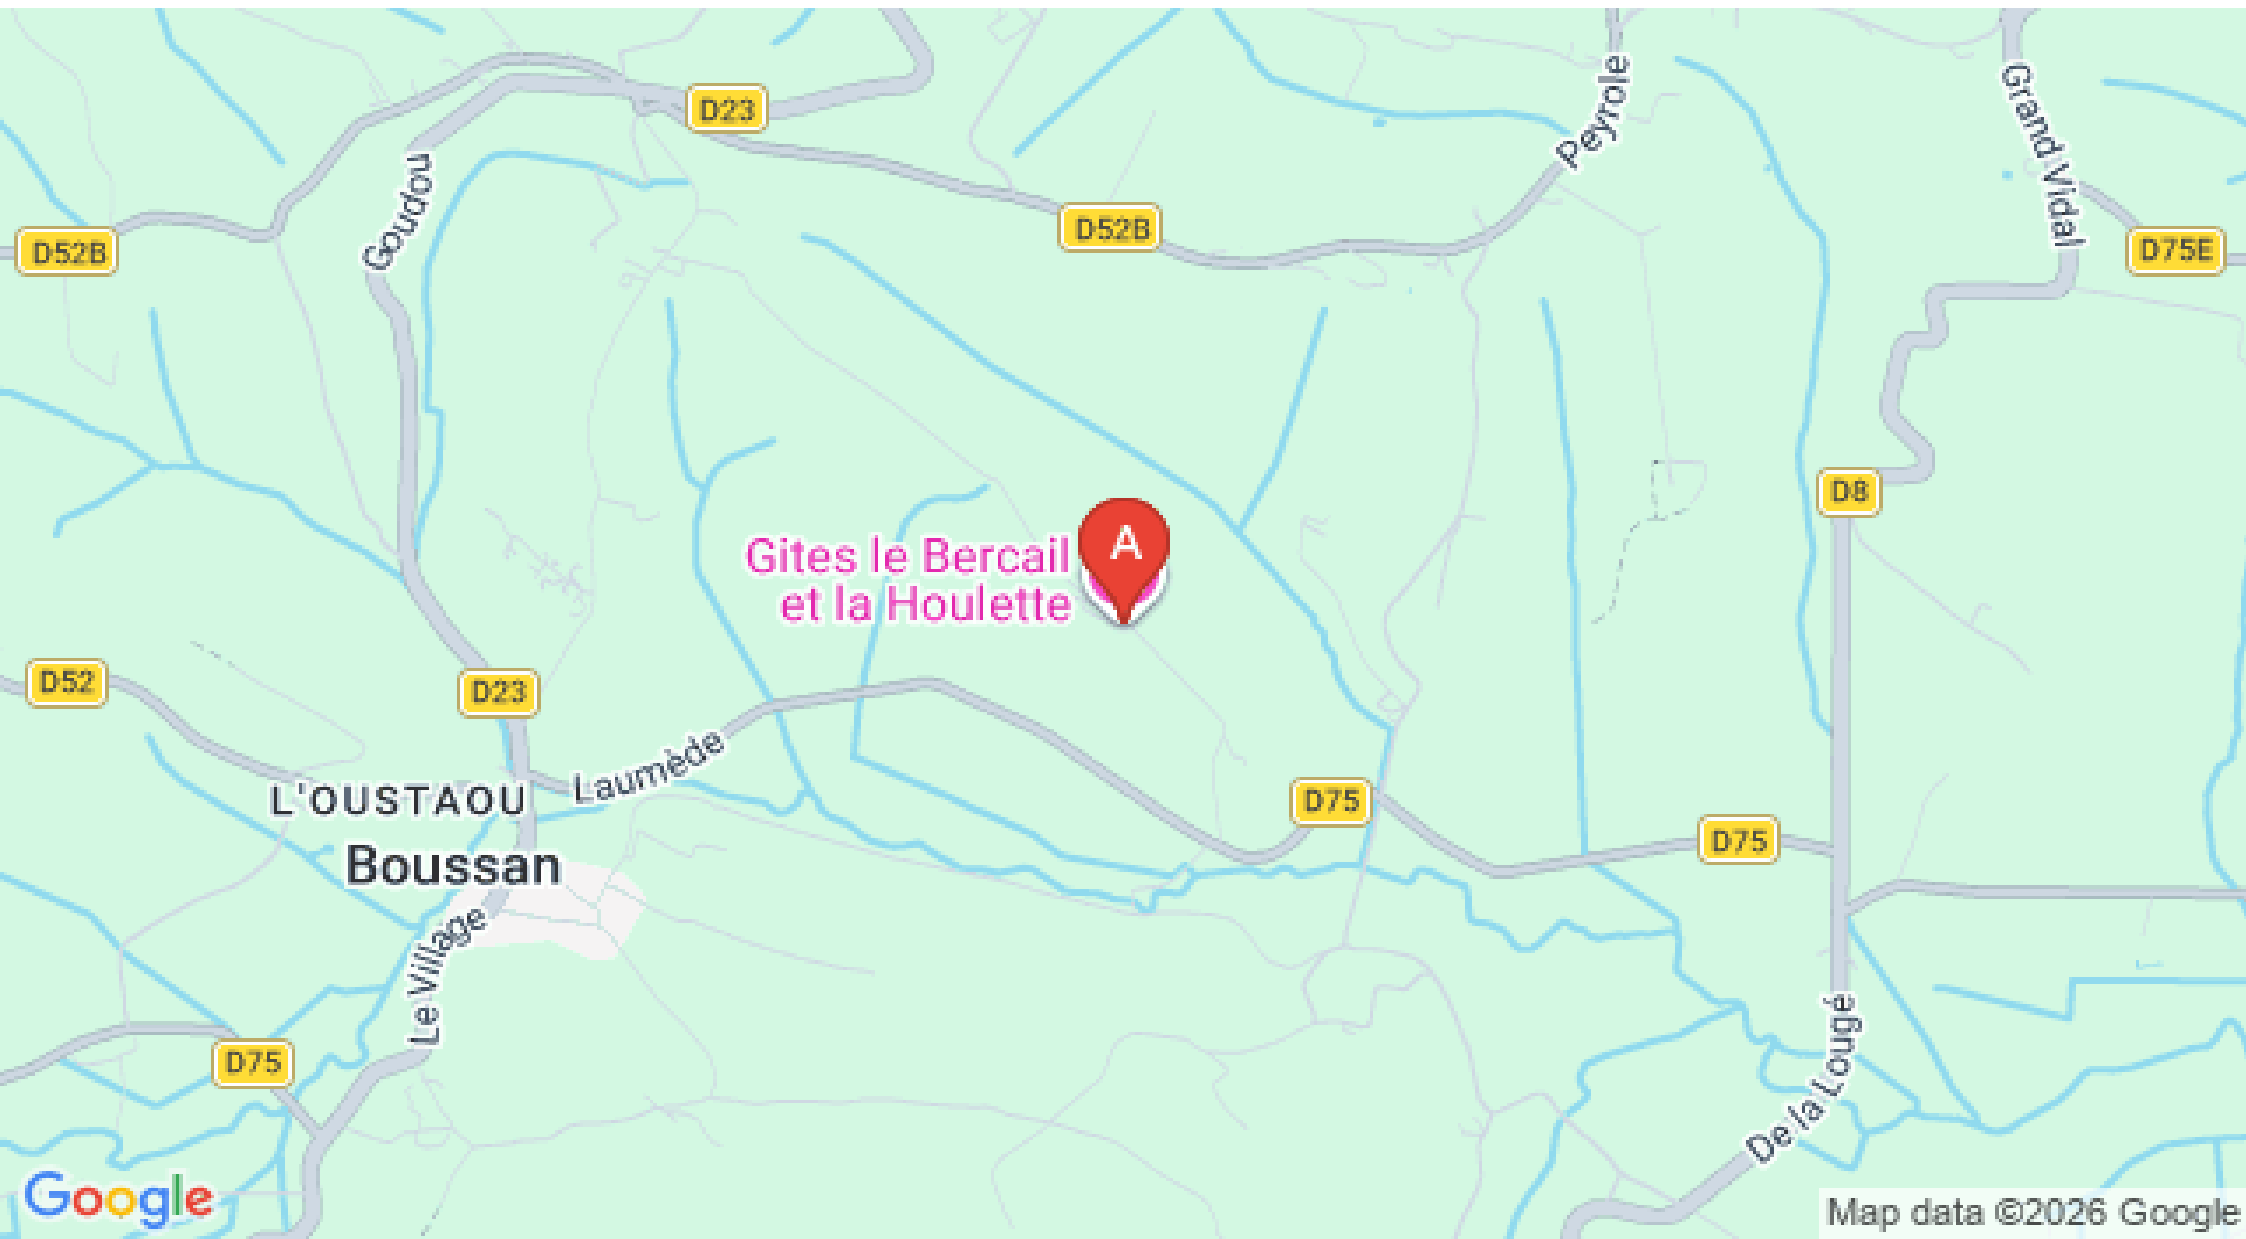 D23
Peyrole
Grand Vidal
Goudou
D52B
D52B
D75E
D8
A
Gites le Bercail
et la Houlette
D52
D23
Laumède
L'OUSTAOU
D75
D75
Boussan
Le Village
D75
De la Lougé
Google
Map data ©2026 Google